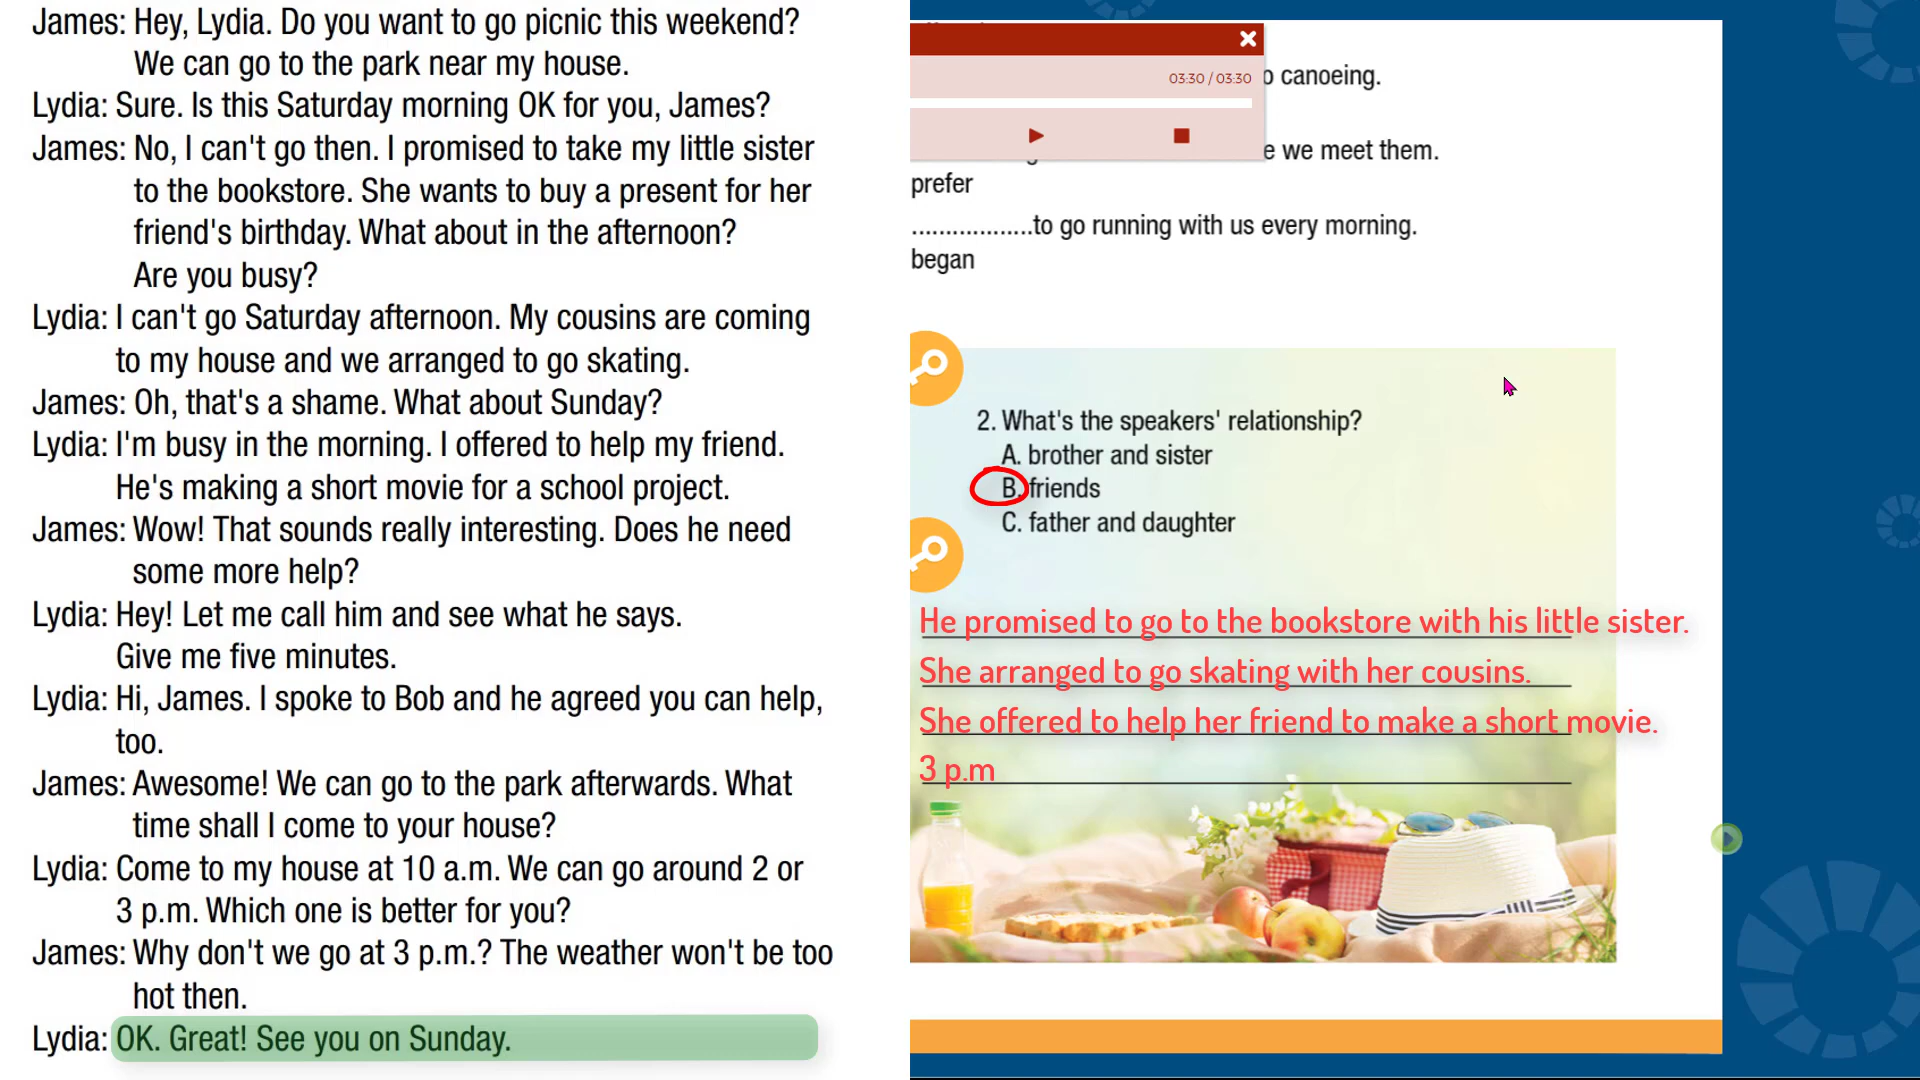 James: Hey, Lydia. Do you want to go picnic this weekend?
We can go to the park near my house.
Lydia: Sure. Is this Saturday morning OK for you, James?
James: No, I can't go then. I promised to take my little sister
to the bookstore. She wants to buy a present for her
friend's birthday. What about in the afternoon?
Are you busy?
Lydia: I can't go Saturday afternoon. My cousins are coming
to my house and we arranged to go skating.
James: Oh, that's a shame. What about Sunday?
Lydia: I'm busy in the morning. I offered to help my friend.
He's making a short movie for a school project.
James: Wow! That sounds really interesting. Does he need
some more help?
Lydia: Hey! Let me call him and see what he says.
Give me five minutes.
Lydia: Hi, James. I spoke to Bob and he agreed you can help,
too.
James: Awesome! We can go to the park afterwards. What
time shall I come to your house?
Lydia: Come to my house at 10 a.m. We can go around 2 or
3 p.m. Which one is better for you?
James: Why don't we go at 3 p.m.? The weather won't be too
hot then.
Lydia: OK. Great! See you on Sunday.
03:30 / 03:30
o canoeing.
e we meet them.
prefer
..................to go running with us every morning.
began
2. What's the speakers' relationship?
A. brother and sister
B. friends
C. father and daughter
He promised to go to the bookstore with his little sister.
She arranged to go skating with her cousins.
She offered to help her friend to make a short movie.
3 p.m